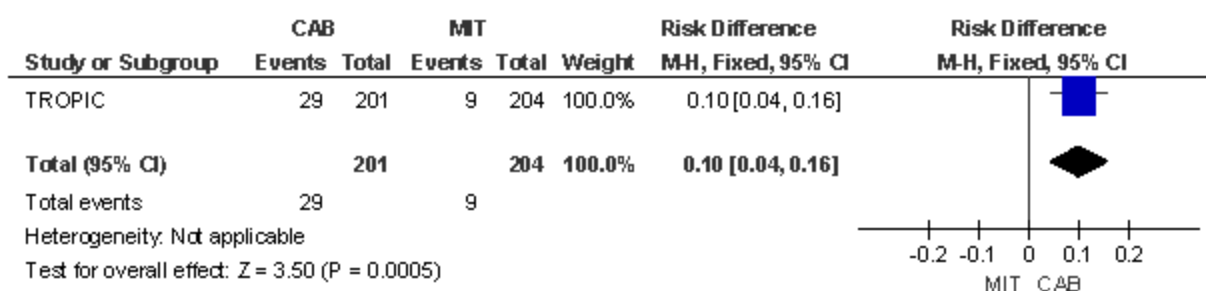 CAB MIT Risk Difference Risk Difference
Study or Subgroup Events Total Events Total Weight M-H, Fixed, 95% CI M-H, Fixed, 95% CI
TROPIC 29 201 9 204 100.0% 0.10 [0.04, 0.16]
Total (95% CI) 201 204 100.0% 0.10 [0.04, 0.16]
Total events 29 9
Heterogeneity: Not applicable
Test for overall effect: Z = 3.50 (P = 0.0005)
-0.2 -0.1 0 0.1 0.2
MIT CAB